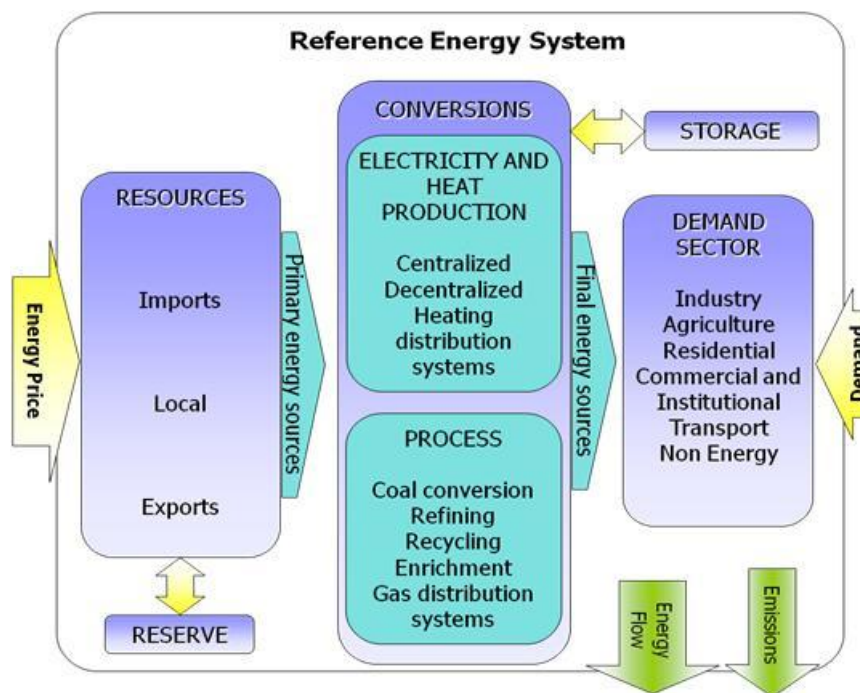 Reference Energy System
CONVERSIONS
STORAGE
ELECTRICITY AND
HEAT
PRODUCTION
Centralized
Decentralized
Heating
distribution
systems
RESOURCES
Imports
Local
Exports
Energy Price
Primary energy sources
Final energy sources
DEMAND
SECTOR
Industry
Agriculture
Residential
Commercial and
Institutional
Transport
Non Energy
Demand
PROCESS
Coal conversion
Refining
Recycling
Enrichment
Gas distribution
systems
RESERVE
Energy
Flow
Emissions